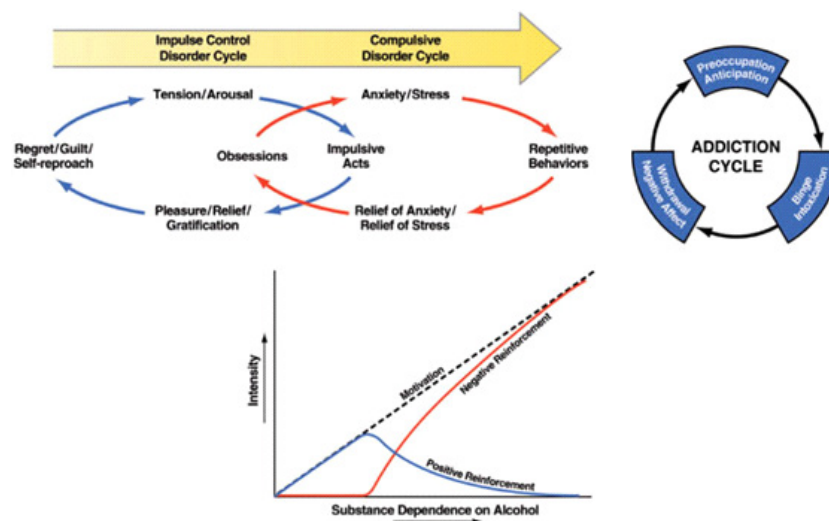 Impulse Control
Disorder Cycle
Compulsive
Disorder Cycle
Tension/Arousal
Anxiety/Stress
Regret/Guilt/
Self-reproach
Obsessions
Impulsive
Acts
Repetitive
Behaviors
Pleasure/Relief/
Gratification
Relief of Anxiety/
Relief of Stress
Preoccupation
Anticipation
ADDICTION
CYCLE
Withdrawal
Negative Affect
Binge
Intoxication
Intensity
Motivation
Negative Reinforcement
Positive Reinforcement
Substance Dependence on Alcohol